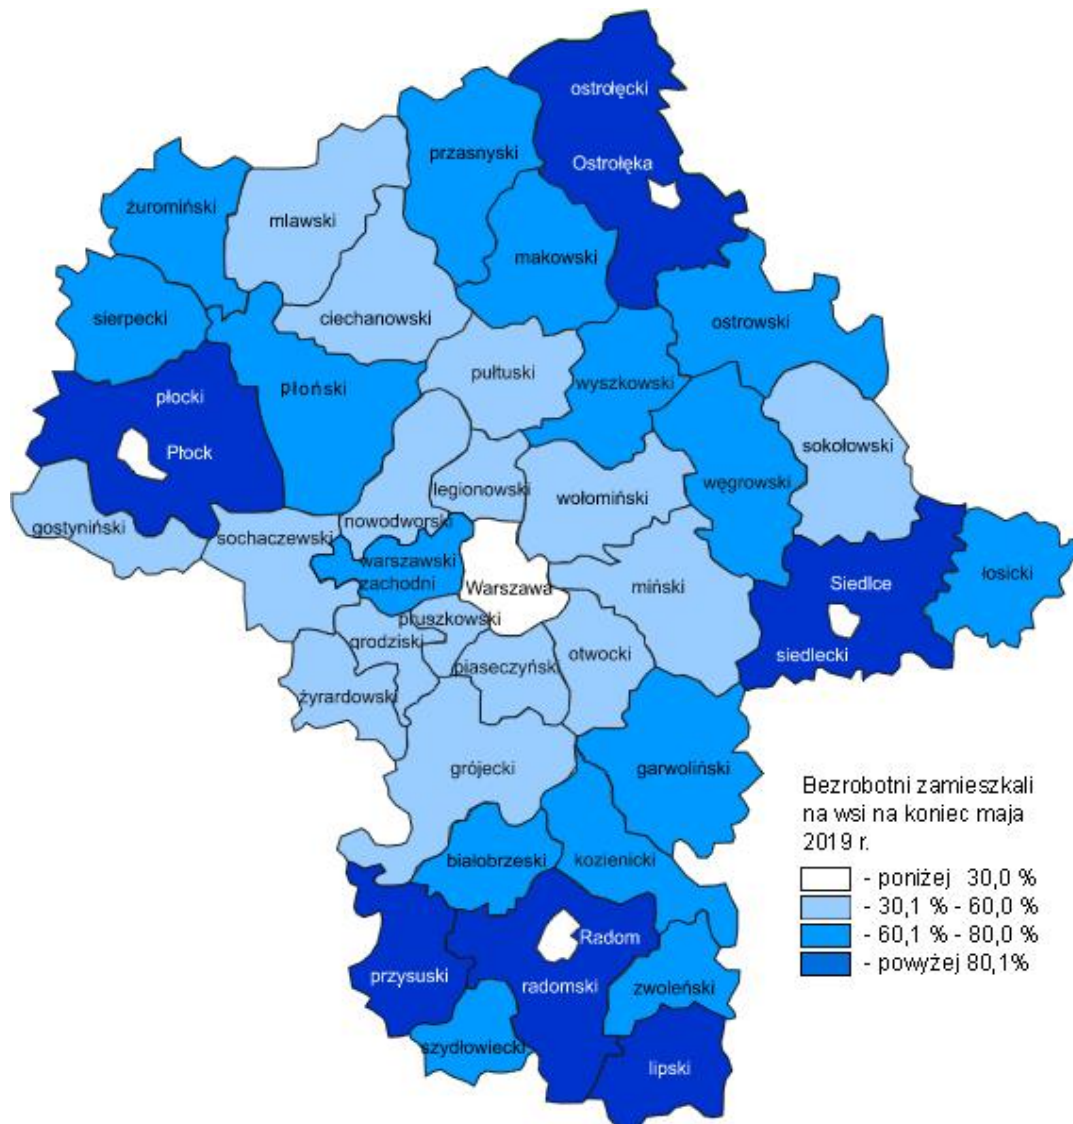 ostrołęcki
przasnyski
Ostrołęka
żuromiński
mlawski
makowski
sierpecki
ciechanowski
ostrowski
pułtuski
wyszkowski
płoński
płocki
Płock
sokołowski
węgrowski
legionowski
wołomiński
gostyniński
nowodworski
sochaczewski
warszawski
zachodni
Warszawa
miński
Siedlce
łosicki
pruszkowski
grodziski
piaseczyński
otwocki
siedlecki
żyrardowski
grójecki
garwoliński
Bezrobotni zamieszkali
na wsi na koniec maja
2019 r.
- poniżej 30,0 %
- 30,1 % - 60,0 %
- 60,1 % - 80,0 %
- powyżej 80,1%
białobrzeski
kozienicki
Radom
przysuski
radomski
zwoleński
szydłowiecki
lipski